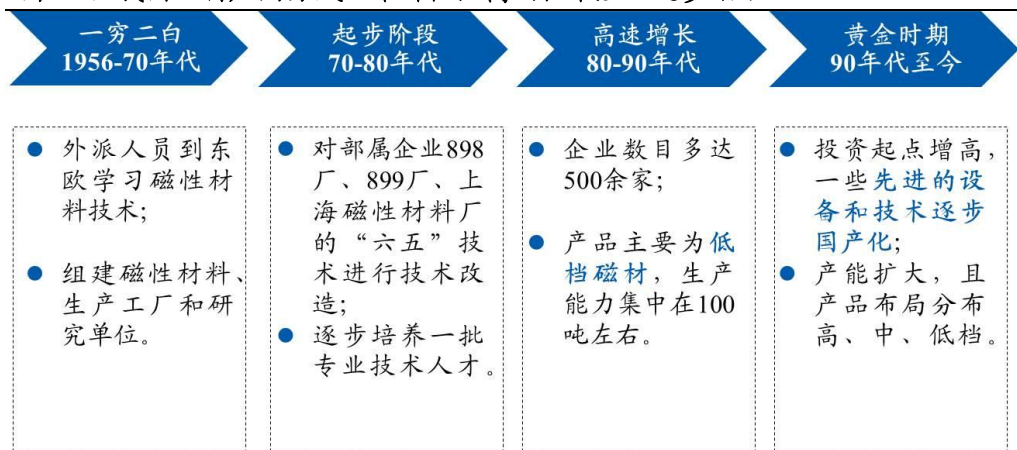 一穷二白
1956-70年代
起步阶段
70-80年代
高速增长
80-90年代
黄金时期
90年代至今
外派人员到东
欧学习磁性材
料技术;
组建磁性材料、
生产工厂和研
究单位。
对部属企业898
厂、899厂、上
海磁性材料厂
的“六五”技
术进行技术改
造;
逐步培养一批
专业技术人才。
企业数目多达
500余家;
产品主要为低
档磁材，生产
能力集中在100
吨左右。
投资起点增高，
一些先进的设
备和技术逐步
国产化;
产能扩大，且
产品布局分布
高、中、低档。